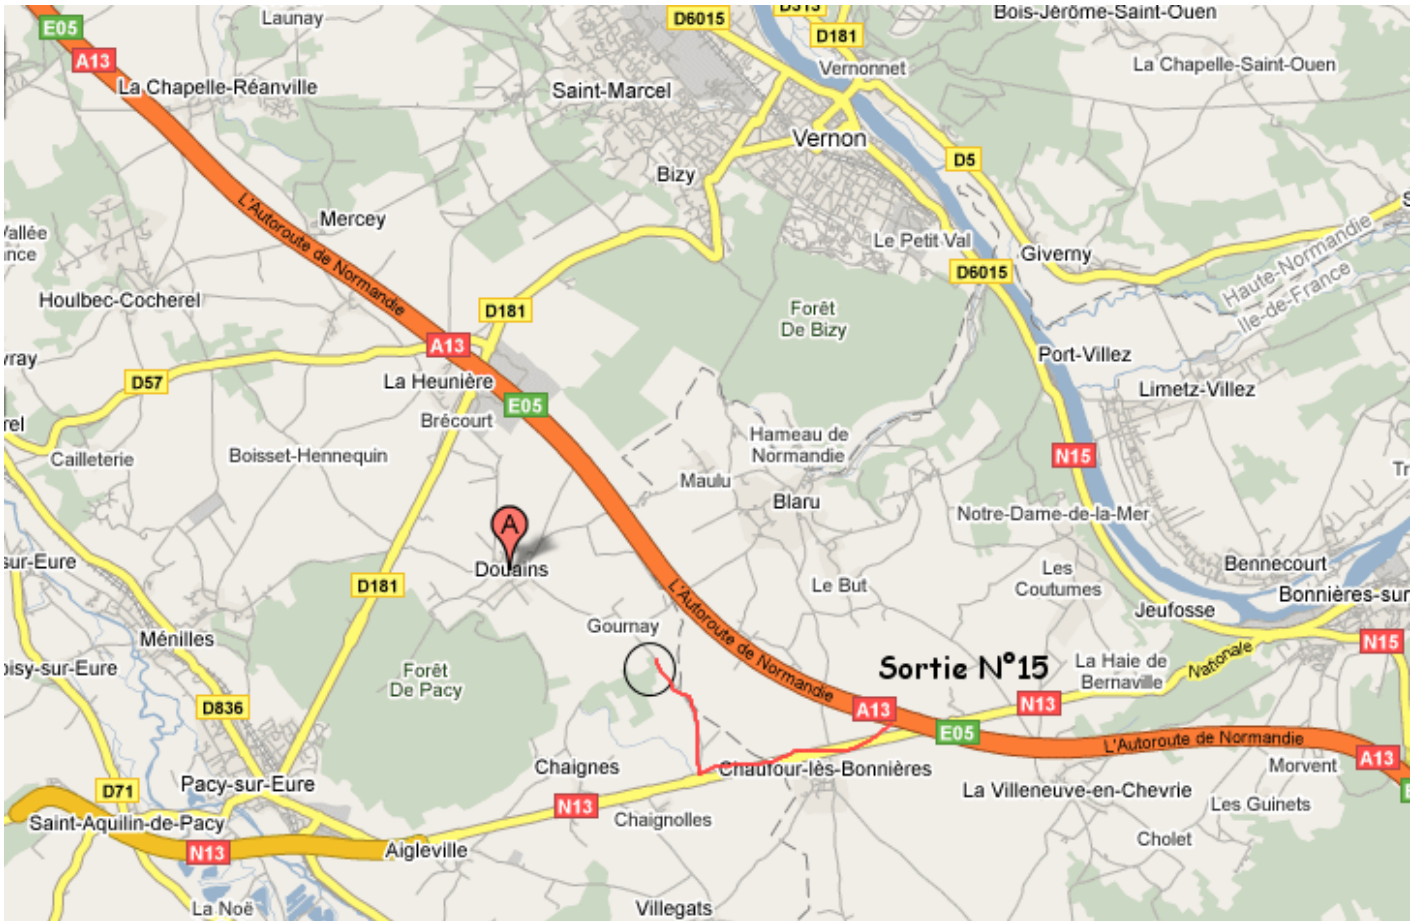 Launay
D6015
D313
Bois-Jérôme-Saint-Ouen
E05
D181
A13
Vernonnet
La Chapelle-Saint-Ouen
La Chapelle-Réanville
Saint-Marcel
Vernon
D5
Bizy
Mercey
L'Autoroute de Normandie
Le Petit Val
Giverny
D6015
Haute-Normandie
Ile-de-France
Houlbec-Cocherel
D181
Forêt
De Bizy
A13
Port-Villez
D57
La Heunière
Limetz-Villez
E05
Brécourt
Hameau de
Normandie
Cailleterie
Boisset-Hennequin
N15
Maulu
Blaru
Notre-Dame-de-la-Mer
A
sur-Eure
Douains
D181
Le But
Les
Coutumes
Bennecourt
Bonnières-sur
Jeufosse
Gournay
L'Autoroute de Normandie
Ménilles
N15
Nationale
oisy-sur-Eure
Forêt
De Pacy
Sortie N°15
La Haie de
Bernaville
D836
A13
N13
E05
L'Autoroute de Normandie
A13
Chaignes
Chaufour-lès-Bonnières
Morvent
Pacy-sur-Eure
D71
N13
La Villeneuve-en-Chevrie
Les Guinets
Saint-Aquilin-de-Pacy
Chaignolles
Cholet
N13
Aigleville
La Noë
Villegats